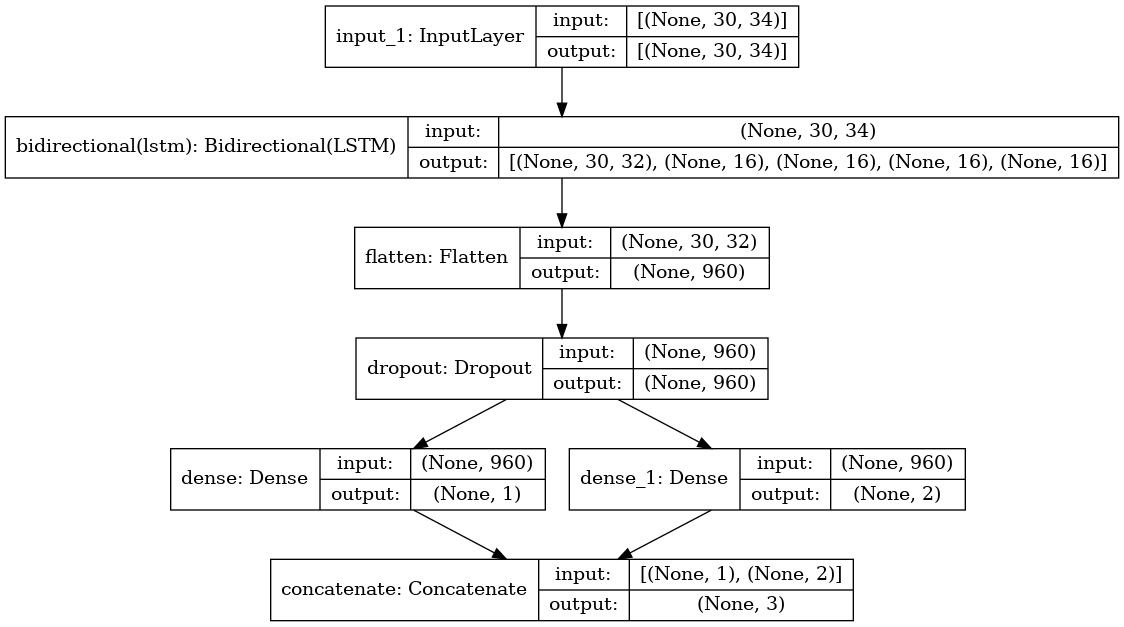 input_1: InputLayer
input: [(None, 30, 34)]
output: [(None, 30, 34)]
bidirectional(lstm): Bidirectional(LSTM)
input: (None, 30, 34)
output: [(None, 30, 32), (None, 16), (None, 16), (None, 16), (None, 16)]
flatten: Flatten
input: (None, 30, 32)
output: (None, 960)
dropout: Dropout
input: (None, 960)
output: (None, 960)
dense: Dense
input: (None, 960)
output: (None, 1)
dense_1: Dense
input: (None, 960)
output: (None, 2)
concatenate: Concatenate
input: [(None, 1), (None, 2)]
output: (None, 3)